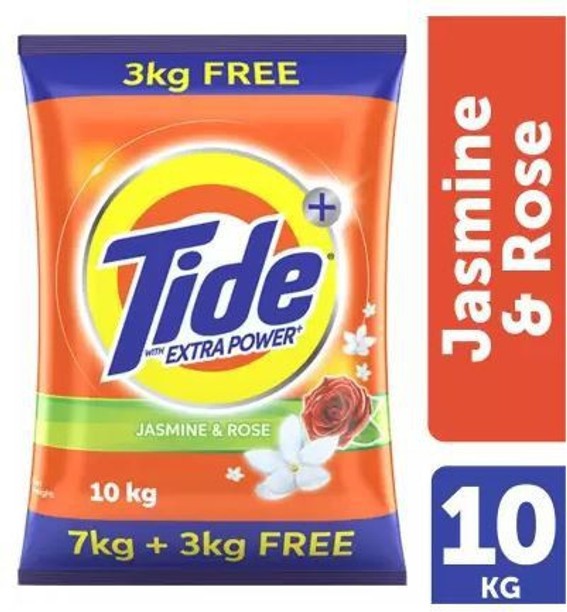 3kg FREE
+
Tide®
WITH EXTRA POWER+
JASMINE & ROSE
10 kg
7kg + 3kg FREE
Jasmine
& Rose
10
KG